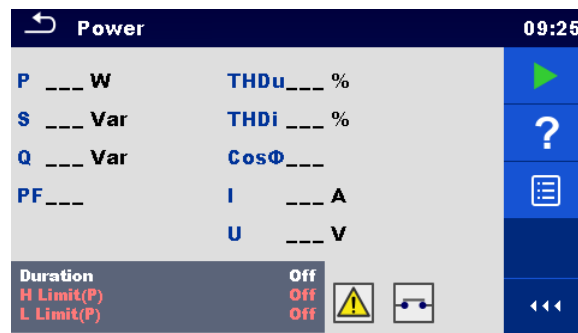 Power 09:25
P ___ W THDu___ %
S ___ Var THDi ___ %
Q ___ Var CosΦ___
PF___ I ___ A
U ___ V
Duration Off
H Limit(P) Off
L Limit(P) Off
?